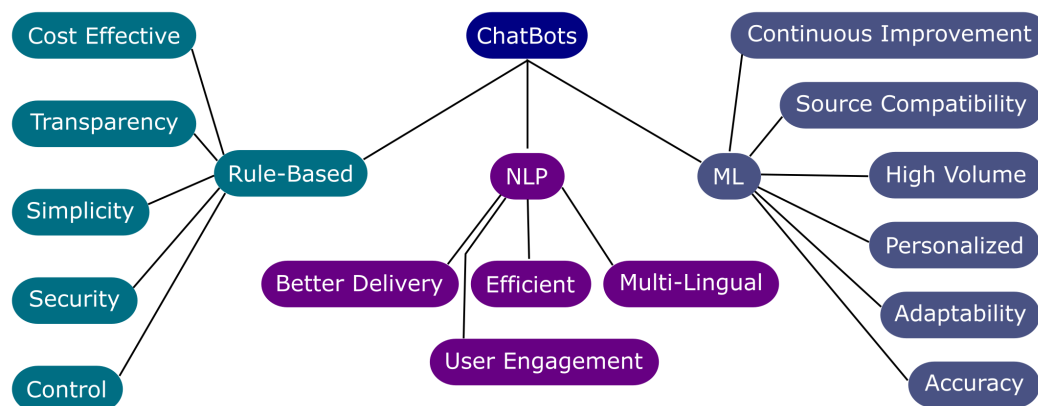 ChatBots
Rule-Based
Cost Effective
Transparency
Simplicity
Security
Control
NLP
Better Delivery
Efficient
Multi-Lingual
User Engagement
ML
Continuous Improvement
Source Compatibility
High Volume
Personalized
Adaptability
Accuracy